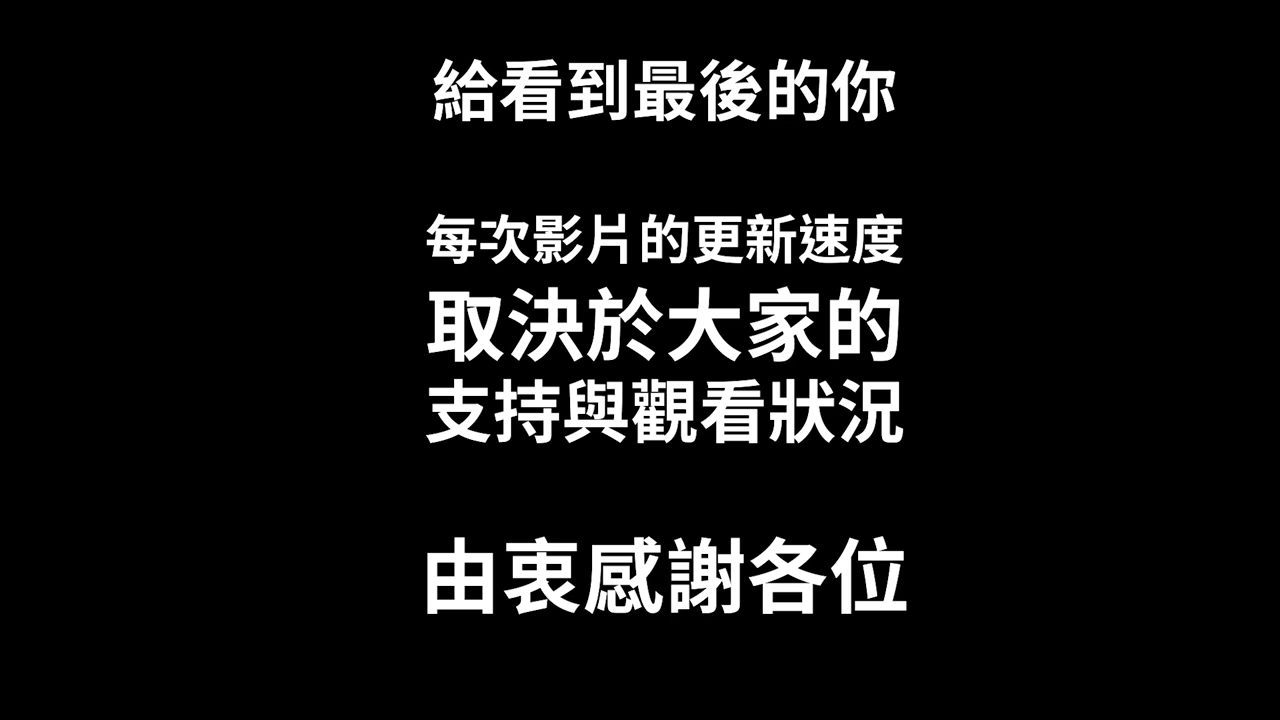 給看到最後的你
每次影片的更新速度
取決於大家的
支持與觀看狀況
由衷感謝各位